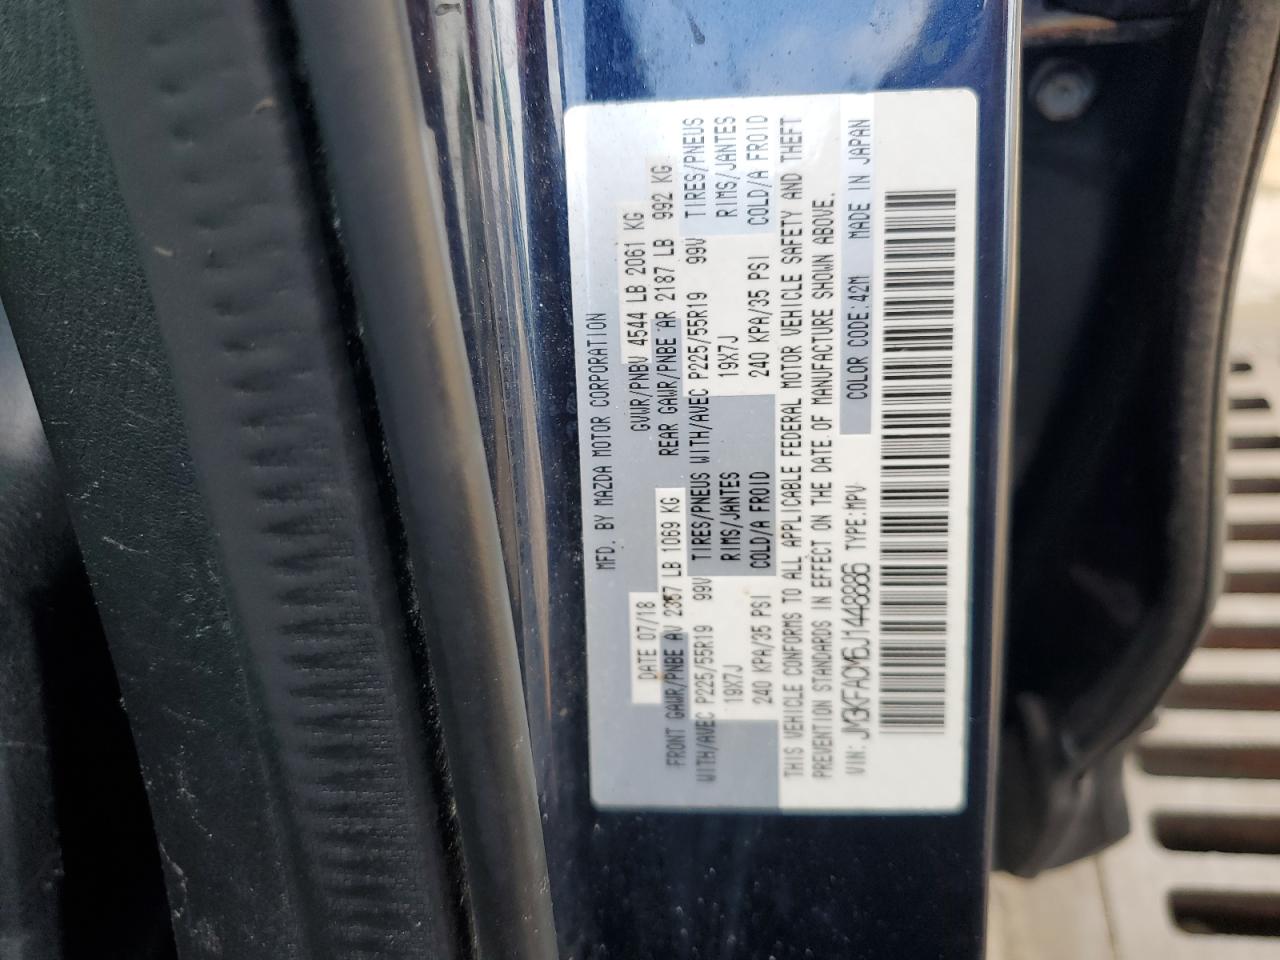 MFD. BY MAZDA MOTOR CORPORATION
DATE 07/18 GVWR/PNBV 4544 LB 2061 KG
FRONT GAWR/PNBE AV 2357 LB 1069 KG REAR GAWR/PNBE AR 2187 LB 992 KG
WITH/AVEC P225/55R19 99V TIRES/PNEUS WITH/AVEC P225/55R19 99V TIRES/PNEUS
19X7J RIMS/JANTES 19X7J RIMS/JANTES
240 KPA/35 PSI COLD/A FROID 240 KPA/35 PSI COLD/A FROID
THIS VEHICLE CONFORMS TO ALL APPLICABLE FEDERAL MOTOR VEHICLE SAFETY AND THEFT
PREVENTION STANDARDS IN EFFECT ON THE DATE OF MANUFACTURE SHOWN ABOVE.
VIN: JM3KFACM6J1448886 TYPE:MPV COLOR CODE:42M MADE IN JAPAN